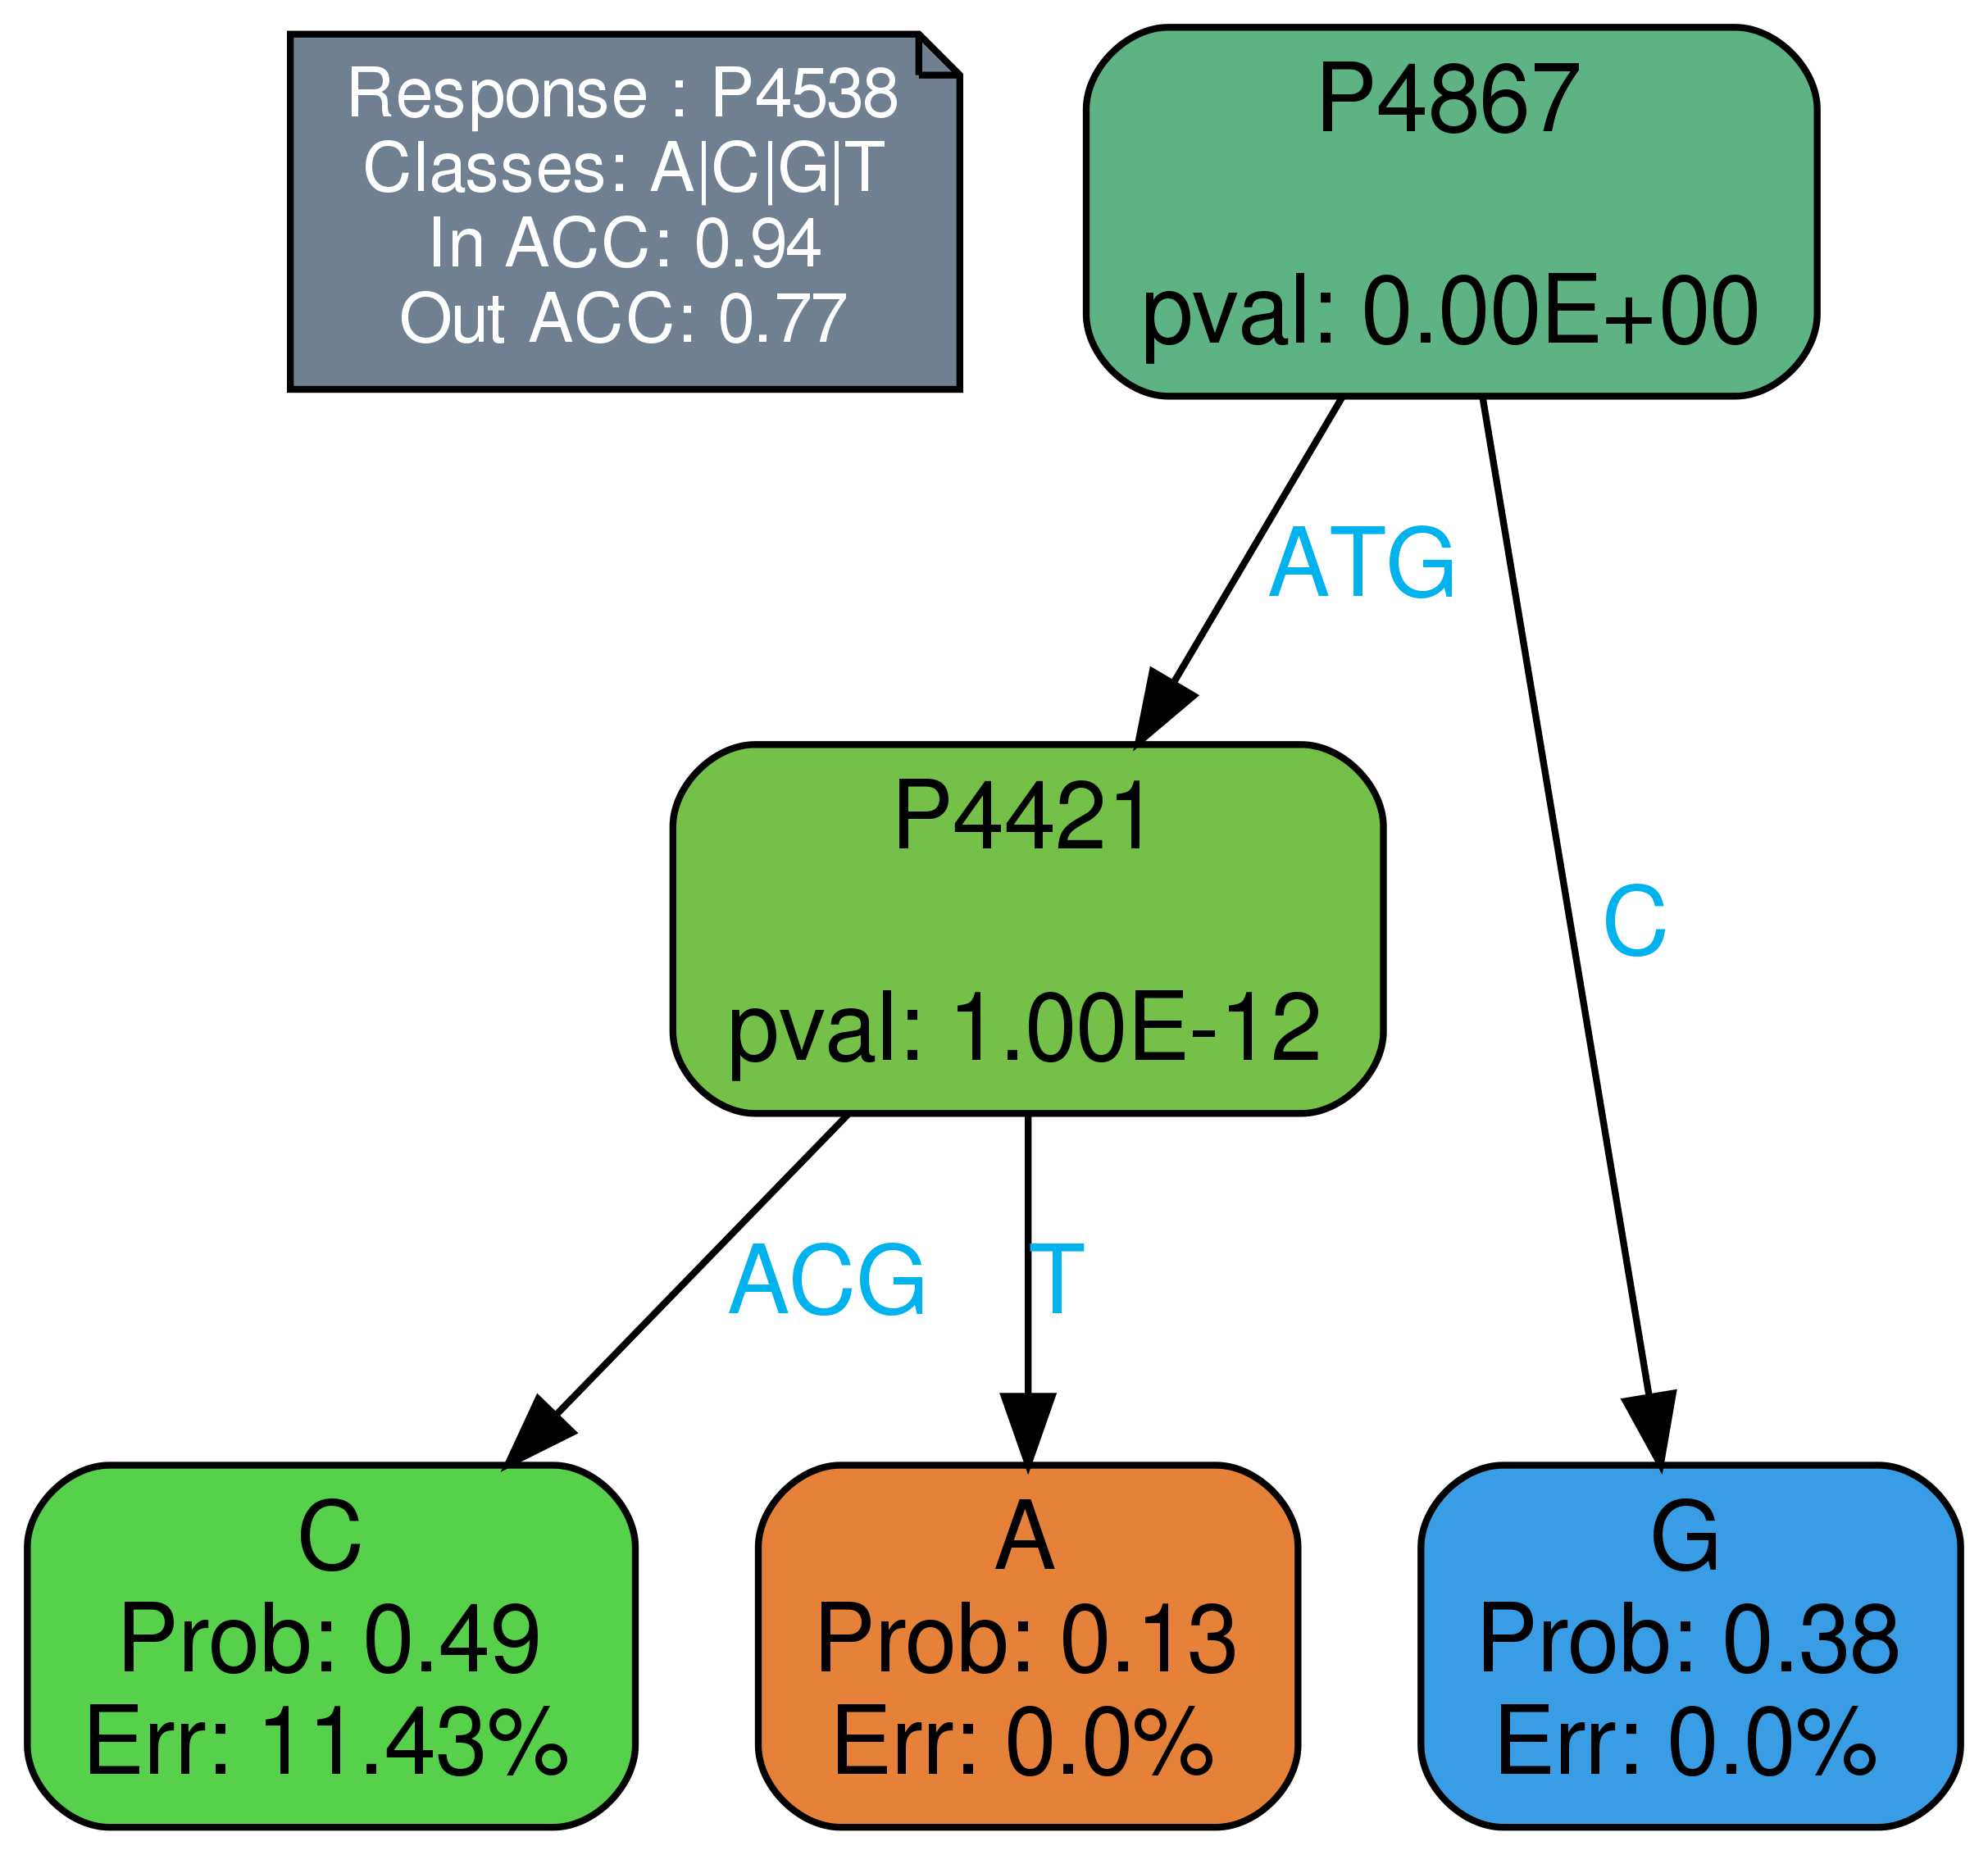 Response : P4538
Classes: A|C|G|T
In ACC: 0.94
Out ACC: 0.77
P4867
pval: 0.00E+00
ATG
C
P4421
pval: 1.00E-12
ACG
T
C
Prob: 0.49
Err: 11.43%
A
Prob: 0.13
Err: 0.0%
G
Prob: 0.38
Err: 0.0%